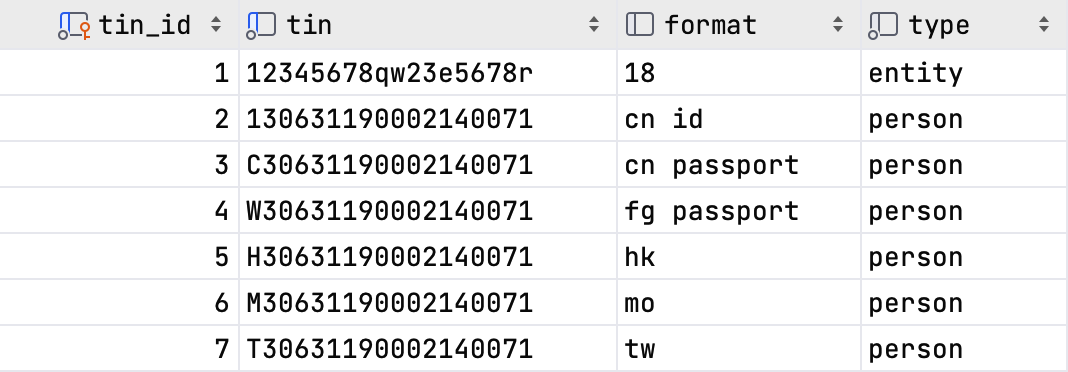 tin_id tin format type
1 12345678qw23e5678r 18 entity
2 130631190002140071 cn id person
3 C30631190002140071 cn passport person
4 W30631190002140071 fg passport person
5 H30631190002140071 hk person
6 M30631190002140071 mo person
7 T30631190002140071 tw person